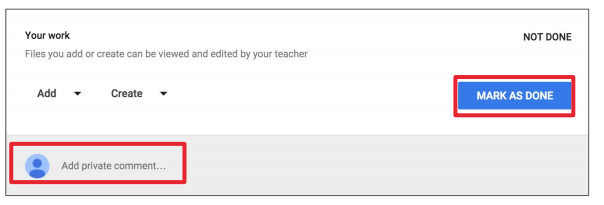 Your work
NOT DONE
Files you add or create can be viewed and edited by your teacher
Add Create
MARK AS DONE
Add private comment...